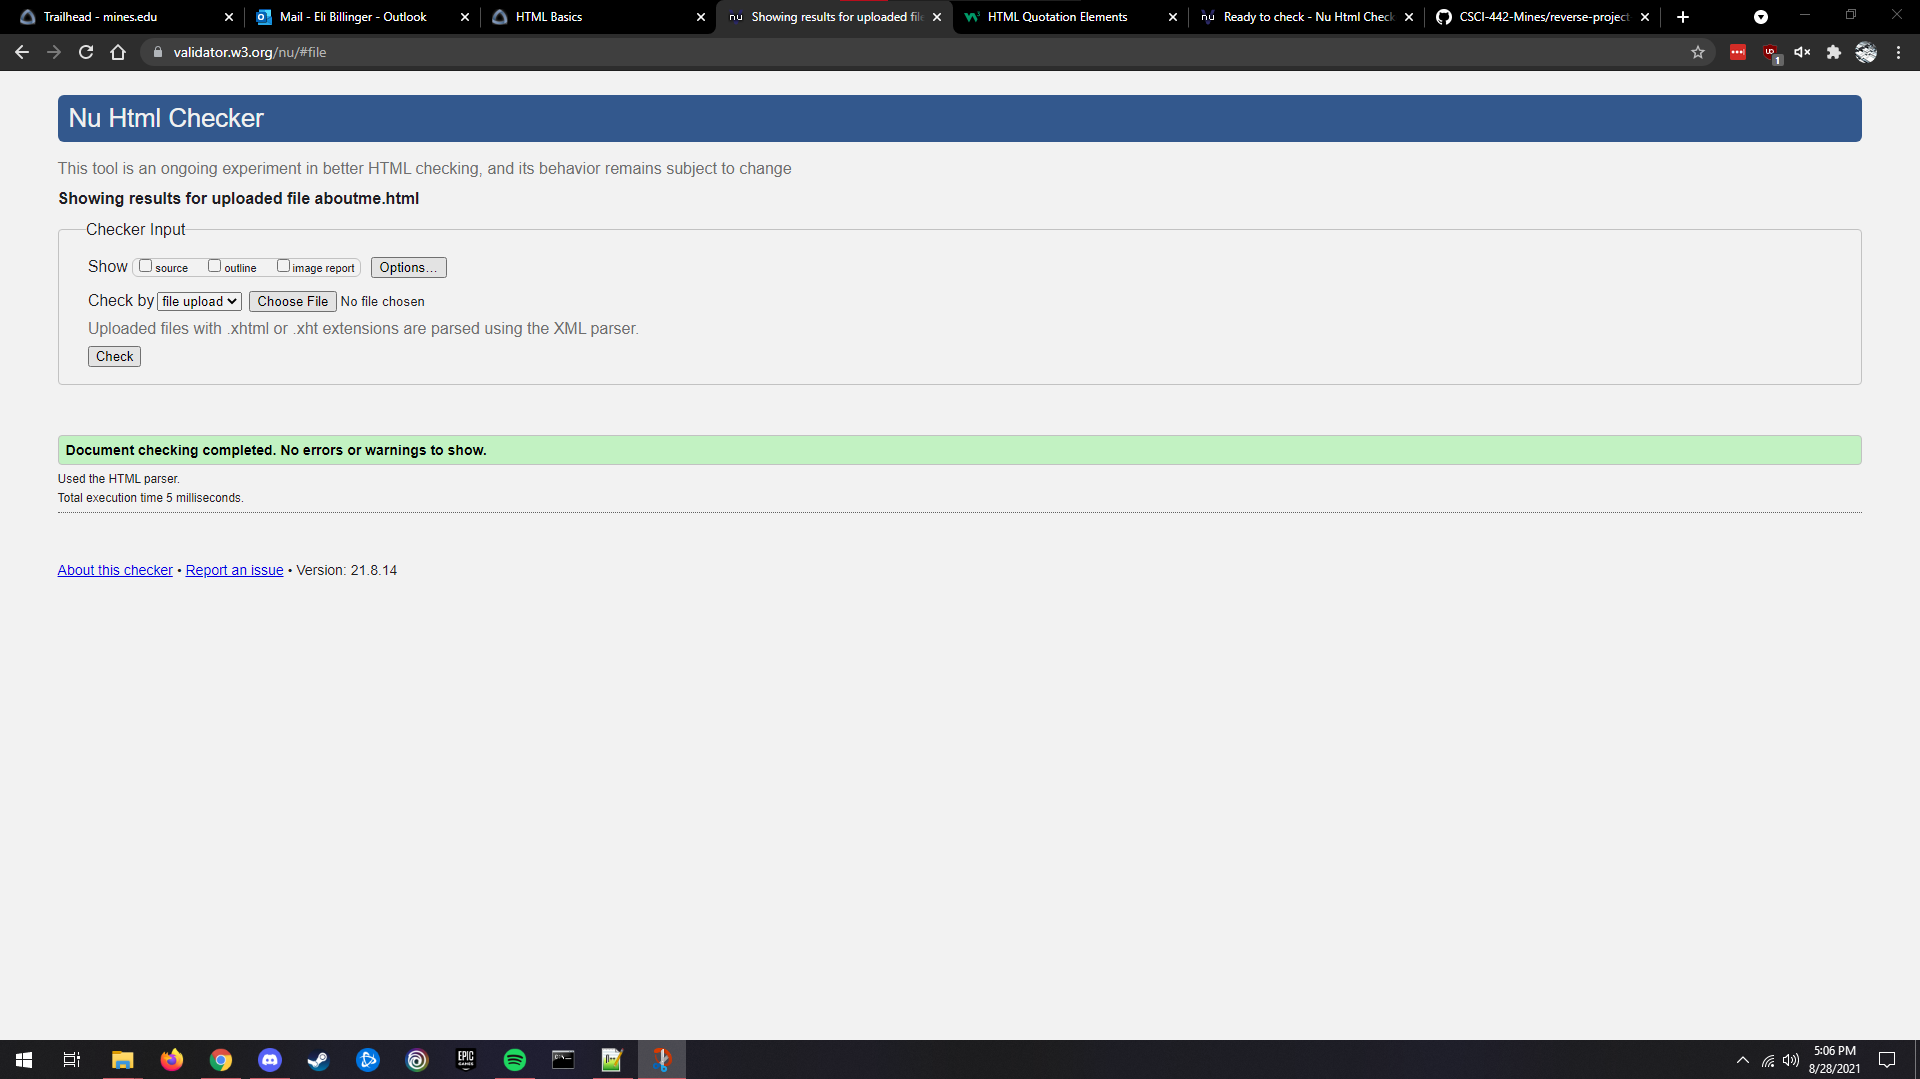 Trailhead - mines.edu
Mail - Eli Billinger - Outlook
HTML Basics
nu Showing results for uploaded file
HTML Quotation Elements
nu Ready to check - Nu Html Check
CSCI-442-Mines/reverse-project
validator.w3.org/nu/#file
1
Nu Html Checker
This tool is an ongoing experiment in better HTML checking, and its behavior remains subject to change
Showing results for uploaded file aboutme.html
Checker Input
Show source outline image report Options...
Check by file upload Choose File No file chosen
Uploaded files with .xhtml or .xht extensions are parsed using the XML parser.
Check
Document checking completed. No errors or warnings to show.
Used the HTML parser.
Total execution time 5 milliseconds.
About this checker • Report an issue • Version: 21.8.14
EPIC GAMES
5:06 PM
8/28/2021